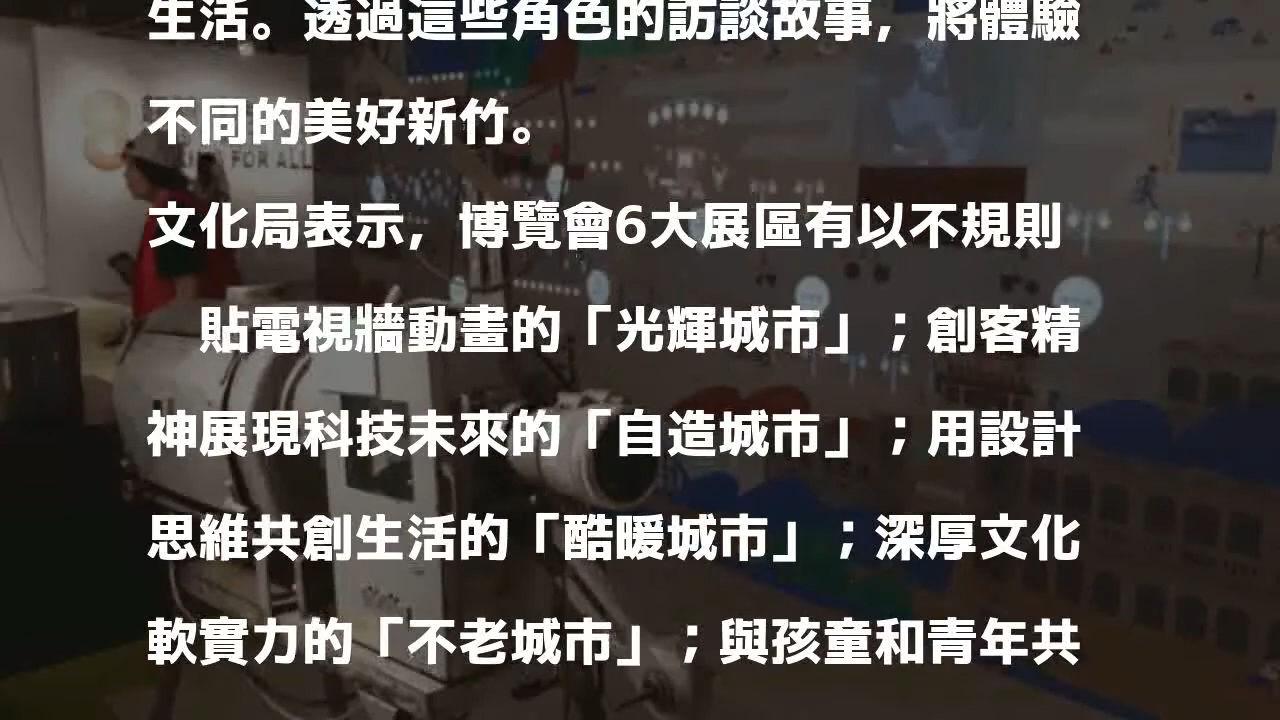 生活。透過這些角色的訪談故事，將體驗
不同的美好新竹。
文化局表示，博覽會6大展區有以不規則
貼電視牆動畫的「光輝城市」；創客精
神展現科技未來的「自造城市」；用設計
思維共創生活的「酷暖城市」；深厚文化
軟實力的「不老城市」；與孩童和青年共
FOR ALL